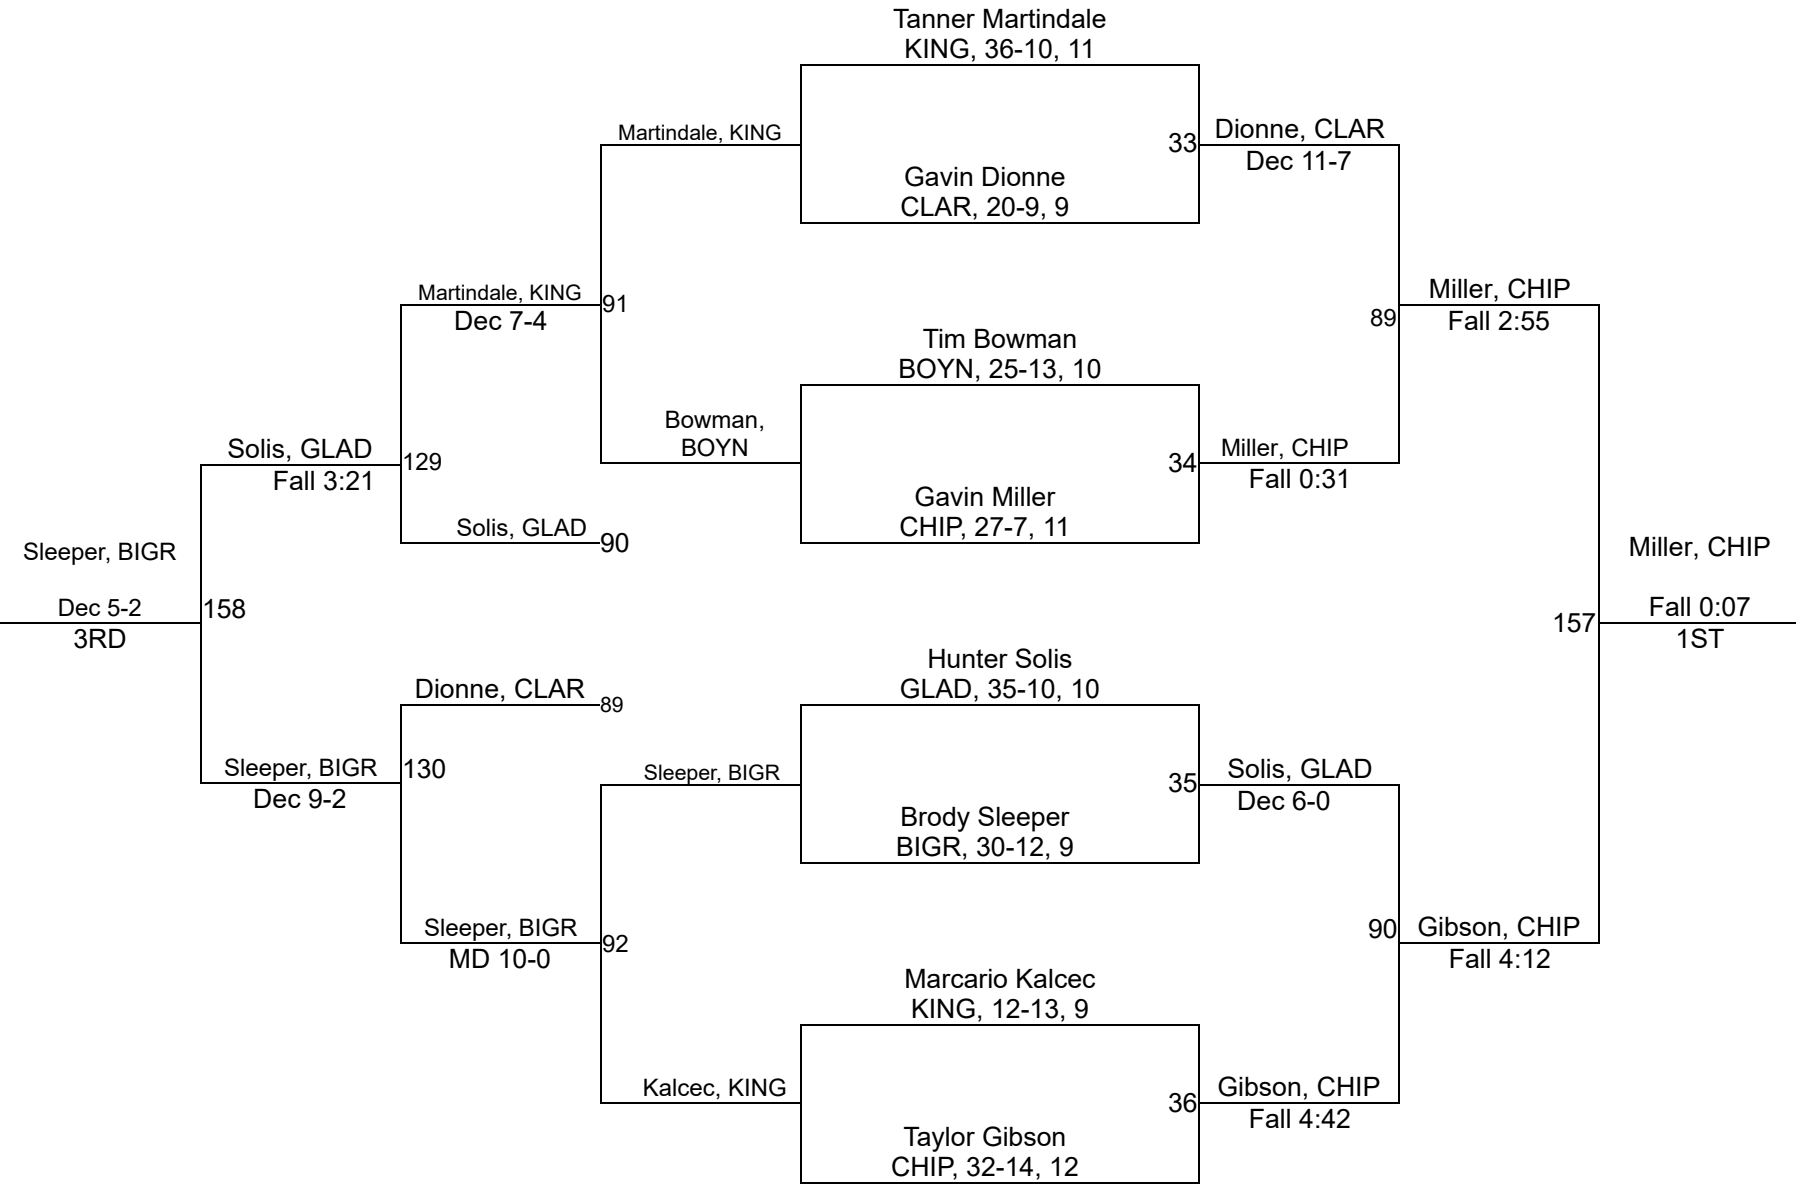 Tanner Martindale
KING, 36-10, 11
Martindale, KING
33
Dionne, CLAR
Dec 11-7
Gavin Dionne
CLAR, 20-9, 9
Martindale, KING
Dec 7-4
91
Miller, CHIP
Fall 2:55
89
Tim Bowman
BOYN, 25-13, 10
Bowman,
BOYN
34
Miller, CHIP
Fall 0:31
Solis, GLAD
Fall 3:21
129
Gavin Miller
CHIP, 27-7, 11
Solis, GLAD
90
Sleeper, BIGR
Dec 5-2
3RD
158
Miller, CHIP
Fall 0:07
1ST
157
Hunter Solis
GLAD, 35-10, 10
Dionne, CLAR
89
Sleeper, BIGR
Dec 9-2
130
Sleeper, BIGR
35
Solis, GLAD
Dec 6-0
Brody Sleeper
BIGR, 30-12, 9
Sleeper, BIGR
MD 10-0
92
90
Gibson, CHIP
Fall 4:12
Marcario Kalcec
KING, 12-13, 9
Kalcec, KING
36
Gibson, CHIP
Fall 4:42
Taylor Gibson
CHIP, 32-14, 12